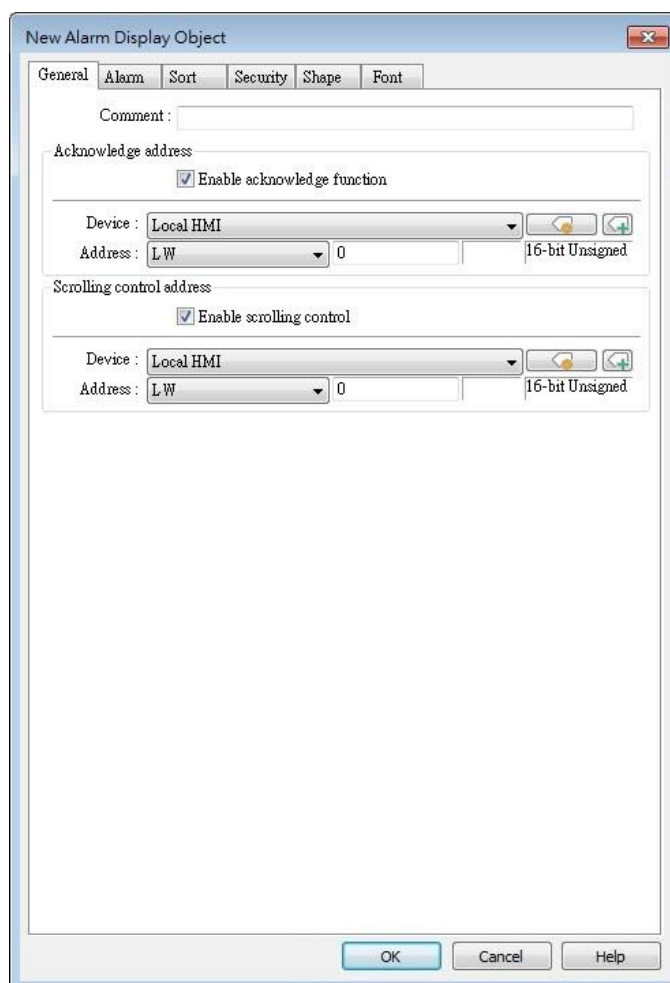 New Alarm Display Object
General Alarm Sort Security Shape Font
Comment :
Acknowledge address
Enable acknowledge function
Device : Local HMI
Address : LW 0 16-bit Unsigned
Scrolling control address
Enable scrolling control
Device : Local HMI
Address : LW 0 16-bit Unsigned
OK Cancel Help